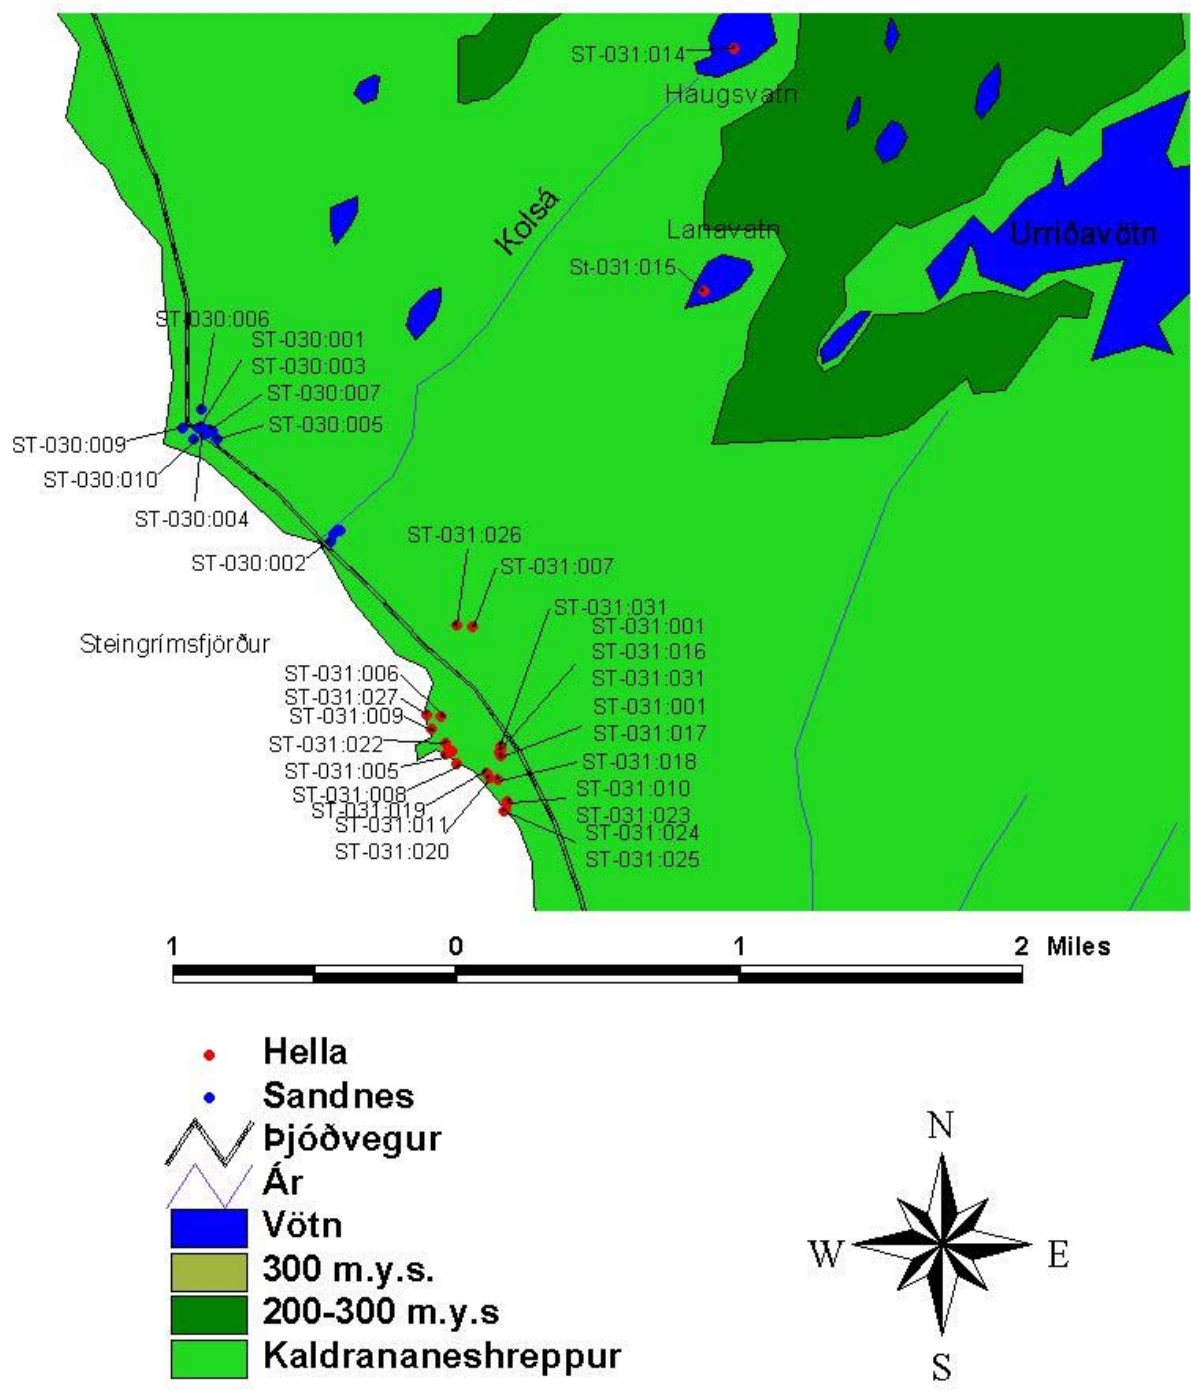 ST-031:014
Haugsvatn
Kolsá
Lanavatn
Urriðavötn
St-031:015
ST-030:006
ST-030:001
ST-030:003
ST-030:007
ST-030:005
ST-030:009
ST-030:010
ST-030:004
ST-030:002
ST-031:026
ST-031:007
ST-031:031
ST-031:001
ST-031:016
ST-031:031
ST-031:001
ST-031:017
ST-031:018
ST-031:010
ST-031:023
ST-031:024
ST-031:025
Steingrímsfjörður
ST-031:006
ST-031:027
ST-031:009
ST-031:022
ST-031:005
ST-031:008
ST-031:019
ST-031:011
ST-031:020
1 0 1 2 Miles
Hella
Sandnes
Þjóðvegur
Ár
Vötn
300 m.y.s.
200-300 m.y.s
Kaldrananeshreppur
N
W E
S